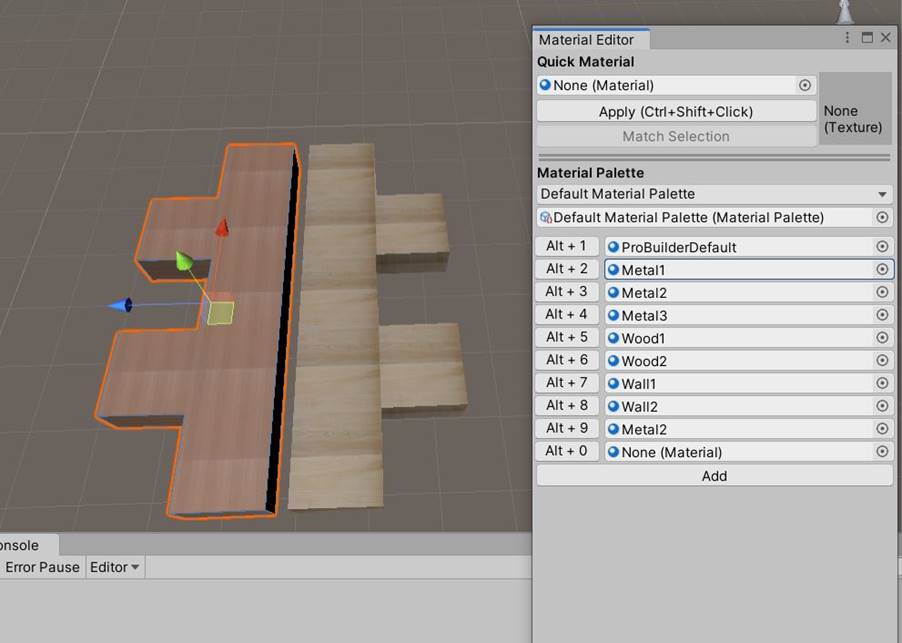 Material Editor
Quick Material
None (Material)
Apply (Ctrl+Shift+Click)
Match Selection
None
(Texture)
Material Palette
Default Material Palette
Default Material Palette (Material Palette)
Alt + 1 ProBuilderDefault
Alt + 2 Metal1
Alt + 3 Metal2
Alt + 4 Metal3
Alt + 5 Wood1
Alt + 6 Wood2
Alt + 7 Wall1
Alt + 8 Wall2
Alt + 9 Metal2
Alt + 0 None (Material)
Add
onsole
Error Pause Editor